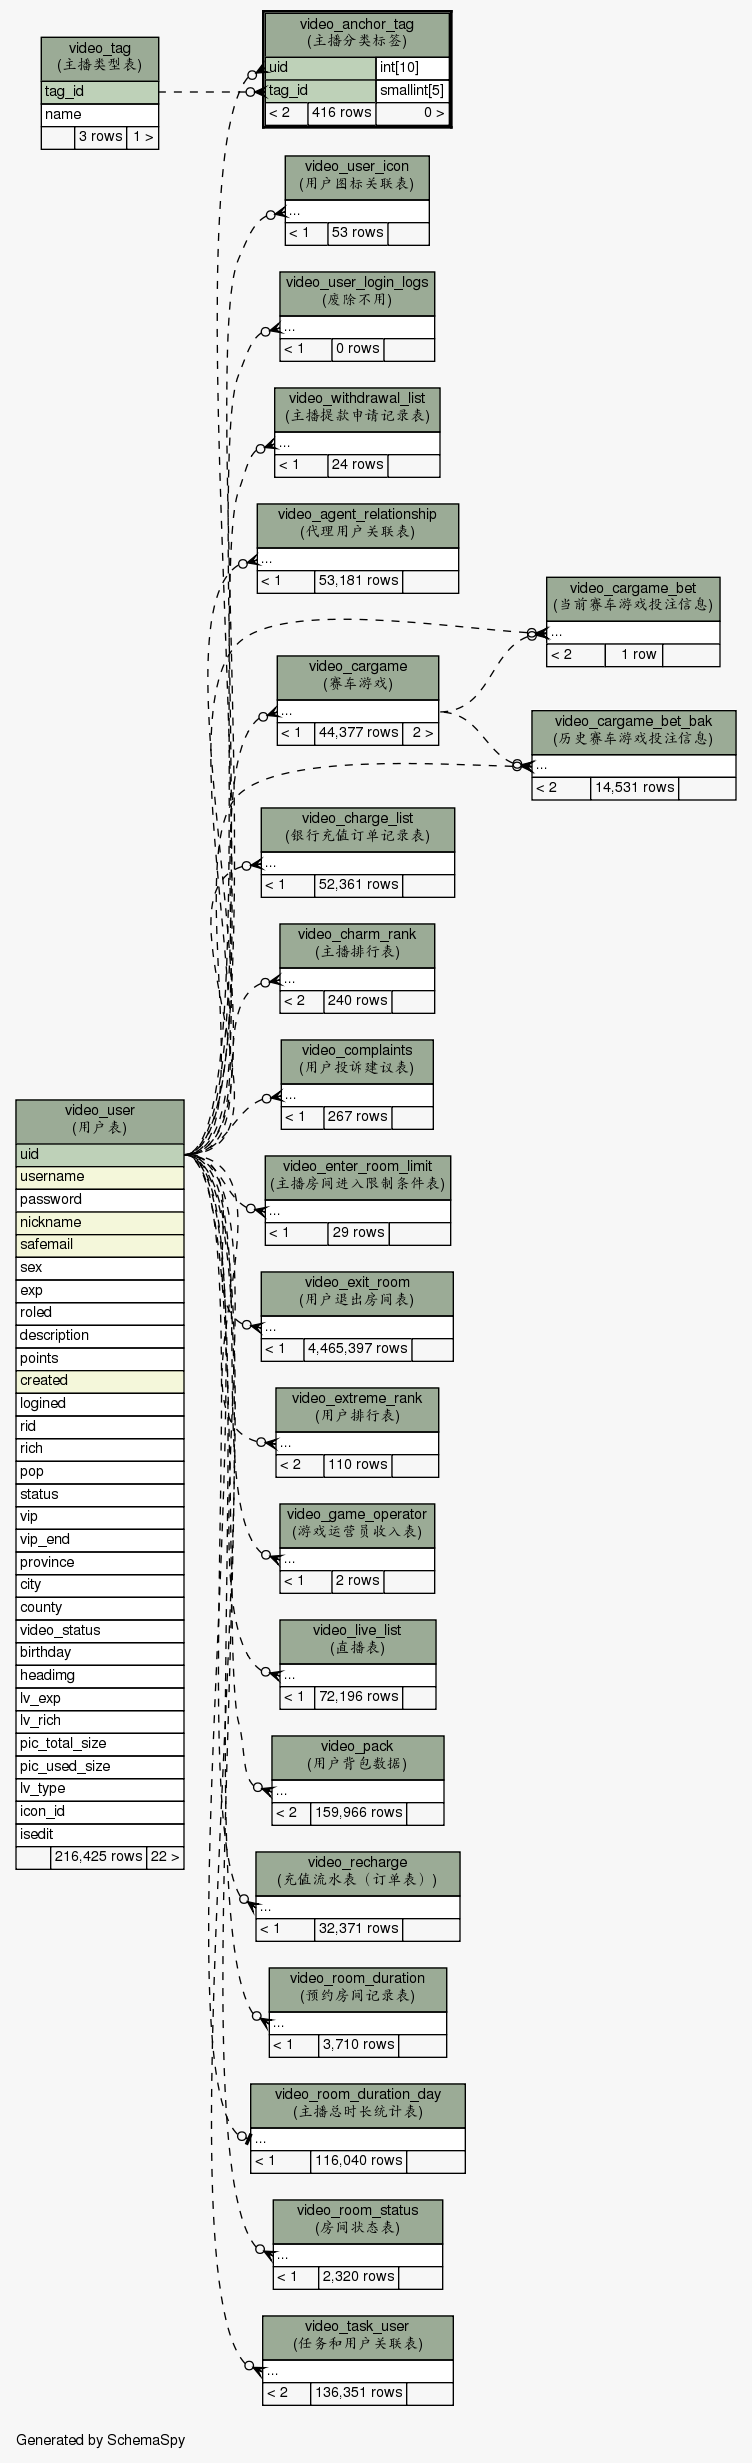 video_tag
(主播类型表)
tag_id
name
3 rows 1 >
video_anchor_tag
(主播分类标签)
uid int[10]
tag_id smallint[5]
< 2 416 rows 0 >
video_user_icon
(用户图标关联表)
...
< 1 53 rows
video_user_login_logs
(废除不用)
...
< 1 0 rows
video_withdrawal_list
(主播提款申请记录表)
...
< 1 24 rows
video_agent_relationship
(代理用户关联表)
...
< 1 53,181 rows
video_cargame_bet
(当前赛车游戏投注信息)
...
< 2 1 row
video_cargame
(赛车游戏)
...
< 1 44,377 rows 2 >
video_cargame_bet_bak
(历史赛车游戏投注信息)
...
< 2 14,531 rows
video_charge_list
(银行充值订单记录表)
...
< 1 52,361 rows
video_charm_rank
(主播排行表)
...
< 2 240 rows
video_complaints
(用户投诉建议表)
...
< 1 267 rows
video_user
(用户表)
uid
username
password
nickname
safemail
sex
exp
roled
description
points
created
logined
rid
rich
pop
status
vip
vip_end
province
city
county
video_status
birthday
headimg
lv_exp
lv_rich
pic_total_size
pic_used_size
lv_type
icon_id
isedit
216,425 rows 22 >
video_enter_room_limit
(主播房间进入限制条件表)
...
< 1 29 rows
video_exit_room
(用户退出房间表)
...
< 1 4,465,397 rows
video_extreme_rank
(用户排行表)
...
< 2 110 rows
video_game_operator
(游戏运营员收入表)
...
< 1 2 rows
video_live_list
(直播表)
...
< 1 72,196 rows
video_pack
(用户背包数据)
...
< 2 159,966 rows
video_recharge
(充值流水表（订单表）)
...
< 1 32,371 rows
video_room_duration
(预约房间记录表)
...
< 1 3,710 rows
video_room_duration_day
(主播总时长统计表)
...
< 1 116,040 rows
video_room_status
(房间状态表)
...
< 1 2,320 rows
video_task_user
(任务和用户关联表)
...
< 2 136,351 rows
Generated by SchemaSpy